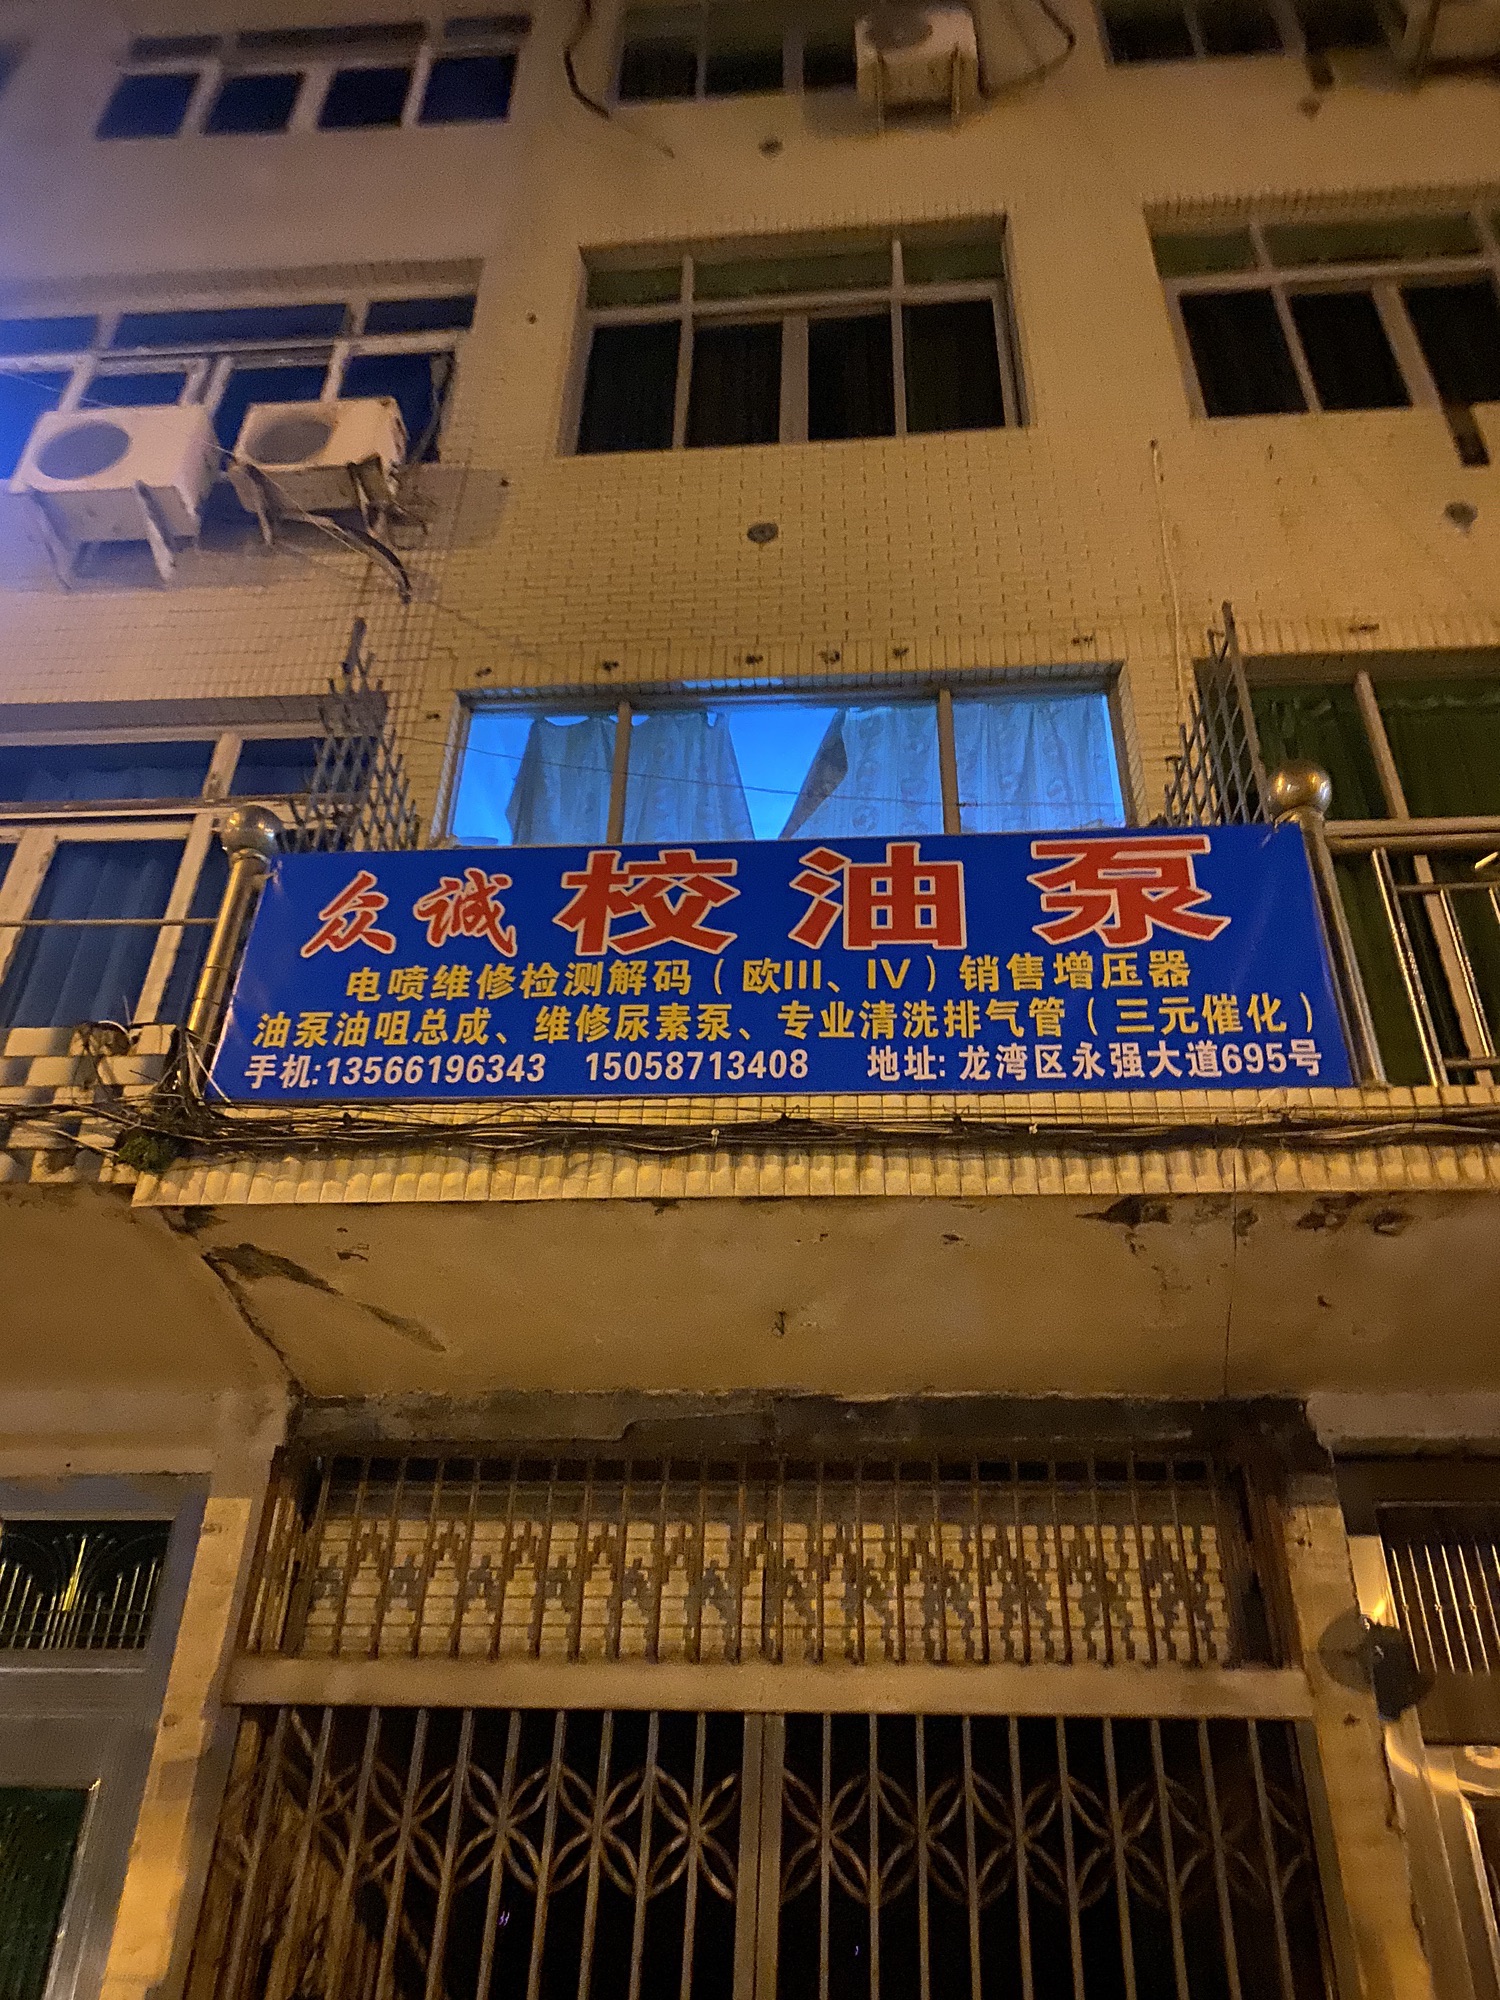 众诚校油泵
电喷维修检测解码（欧III、IV）销售增压器
油泵油咀总成、维修尿素泵、专业清洗排气管（三元催化）
手机:13566196343 15058713408 地址:龙湾区永强大道695号